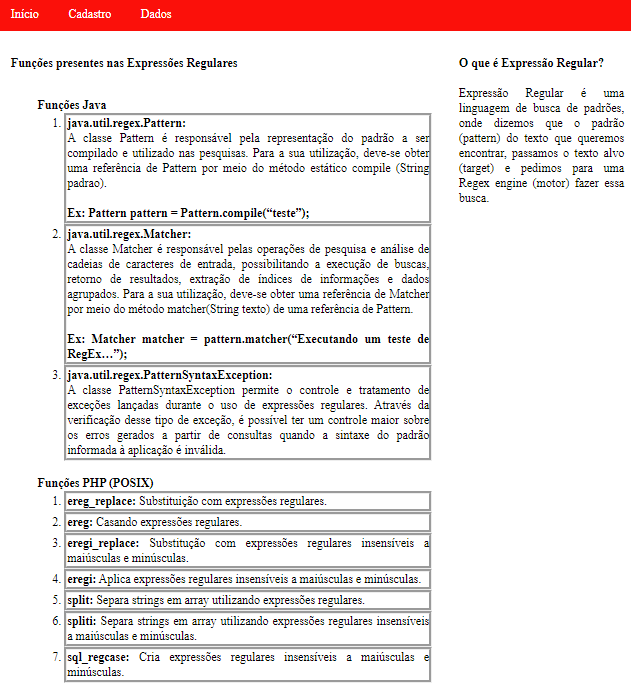 Início Cadastro Dados
Funções presentes nas Expressões Regulares
Funções Java
1. java.util.regex.Pattern:
A classe Pattern é responsável pela representação do padrão a ser
compilado e utilizado nas pesquisas. Para a sua utilização, deve-se obter
uma referência de Pattern por meio do método estático compile (String
padrao).
Ex: Pattern pattern = Pattern.compile(“teste”);
2. java.util.regex.Matcher:
A classe Matcher é responsável pelas operações de pesquisa e análise de
cadeias de caracteres de entrada, possibilitando a execução de buscas,
retorno de resultados, extração de índices de informações e dados
agrupados. Para a sua utilização, deve-se obter uma referência de Matcher
por meio do método matcher(String texto) de uma referência de Pattern.
Ex: Matcher matcher = pattern.matcher(“Executando um teste de
RegEx…”);
3. java.util.regex.PatternSyntaxException:
A classe PatternSyntaxException permite o controle e tratamento de
exceções lançadas durante o uso de expressões regulares. Através da
verificação desse tipo de exceção, é possível ter um controle maior sobre
os erros gerados a partir de consultas quando a sintaxe do padrão
informada à aplicação é inválida.
Funções PHP (POSIX)
1. ereg_replace: Substituição com expressões regulares.
2. ereg: Casando expressões regulares.
3. eregi_replace: Substitução com expressões regulares insensíveis a
maiúsculas e minúsculas.
4. eregi: Aplica expressões regulares insensíveis a maiúsculas e minúsculas.
5. split: Separa strings em array utilizando expressões regulares.
6. spliti: Separa strings em array utilizando expressões regulares insensíveis
a maiúsculas e minúsculas.
7. sql_regcase: Cria expressões regulares insensíveis a maiúsculas e
minúsculas.
O que é Expressão Regular?
Expressão Regular é uma
linguagem de busca de padrões,
onde dizemos que o padrão
(pattern) do texto que queremos
encontrar, passamos o texto alvo
(target) e pedimos para uma
Regex engine (motor) fazer essa
busca.